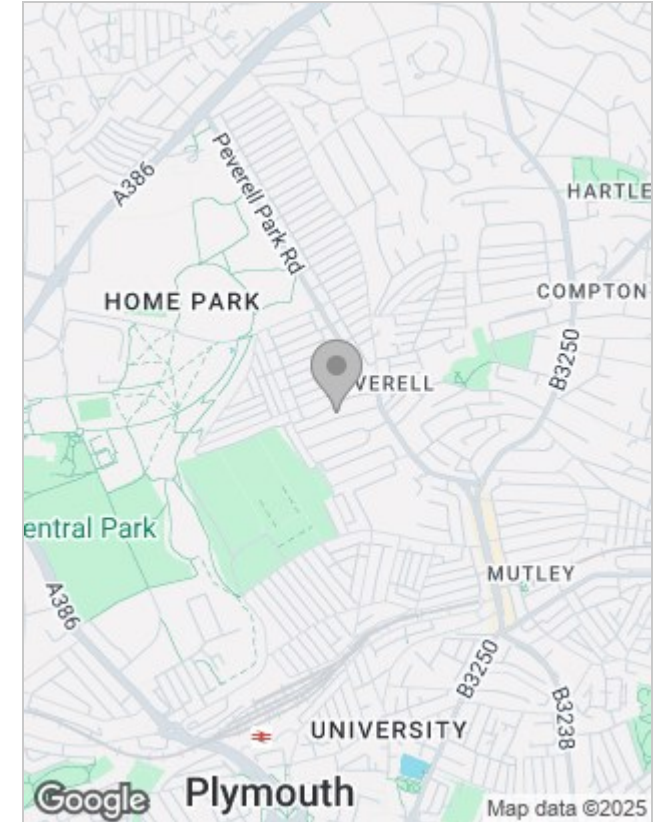 A386
Peverell Park Rd
HARTLE
HOME PARK
COMPTON
B3250
VERELL
entral Park
MUTLEY
A386
B3250
B3238
UNIVERSITY
Plymouth
Google
Map data ©2025